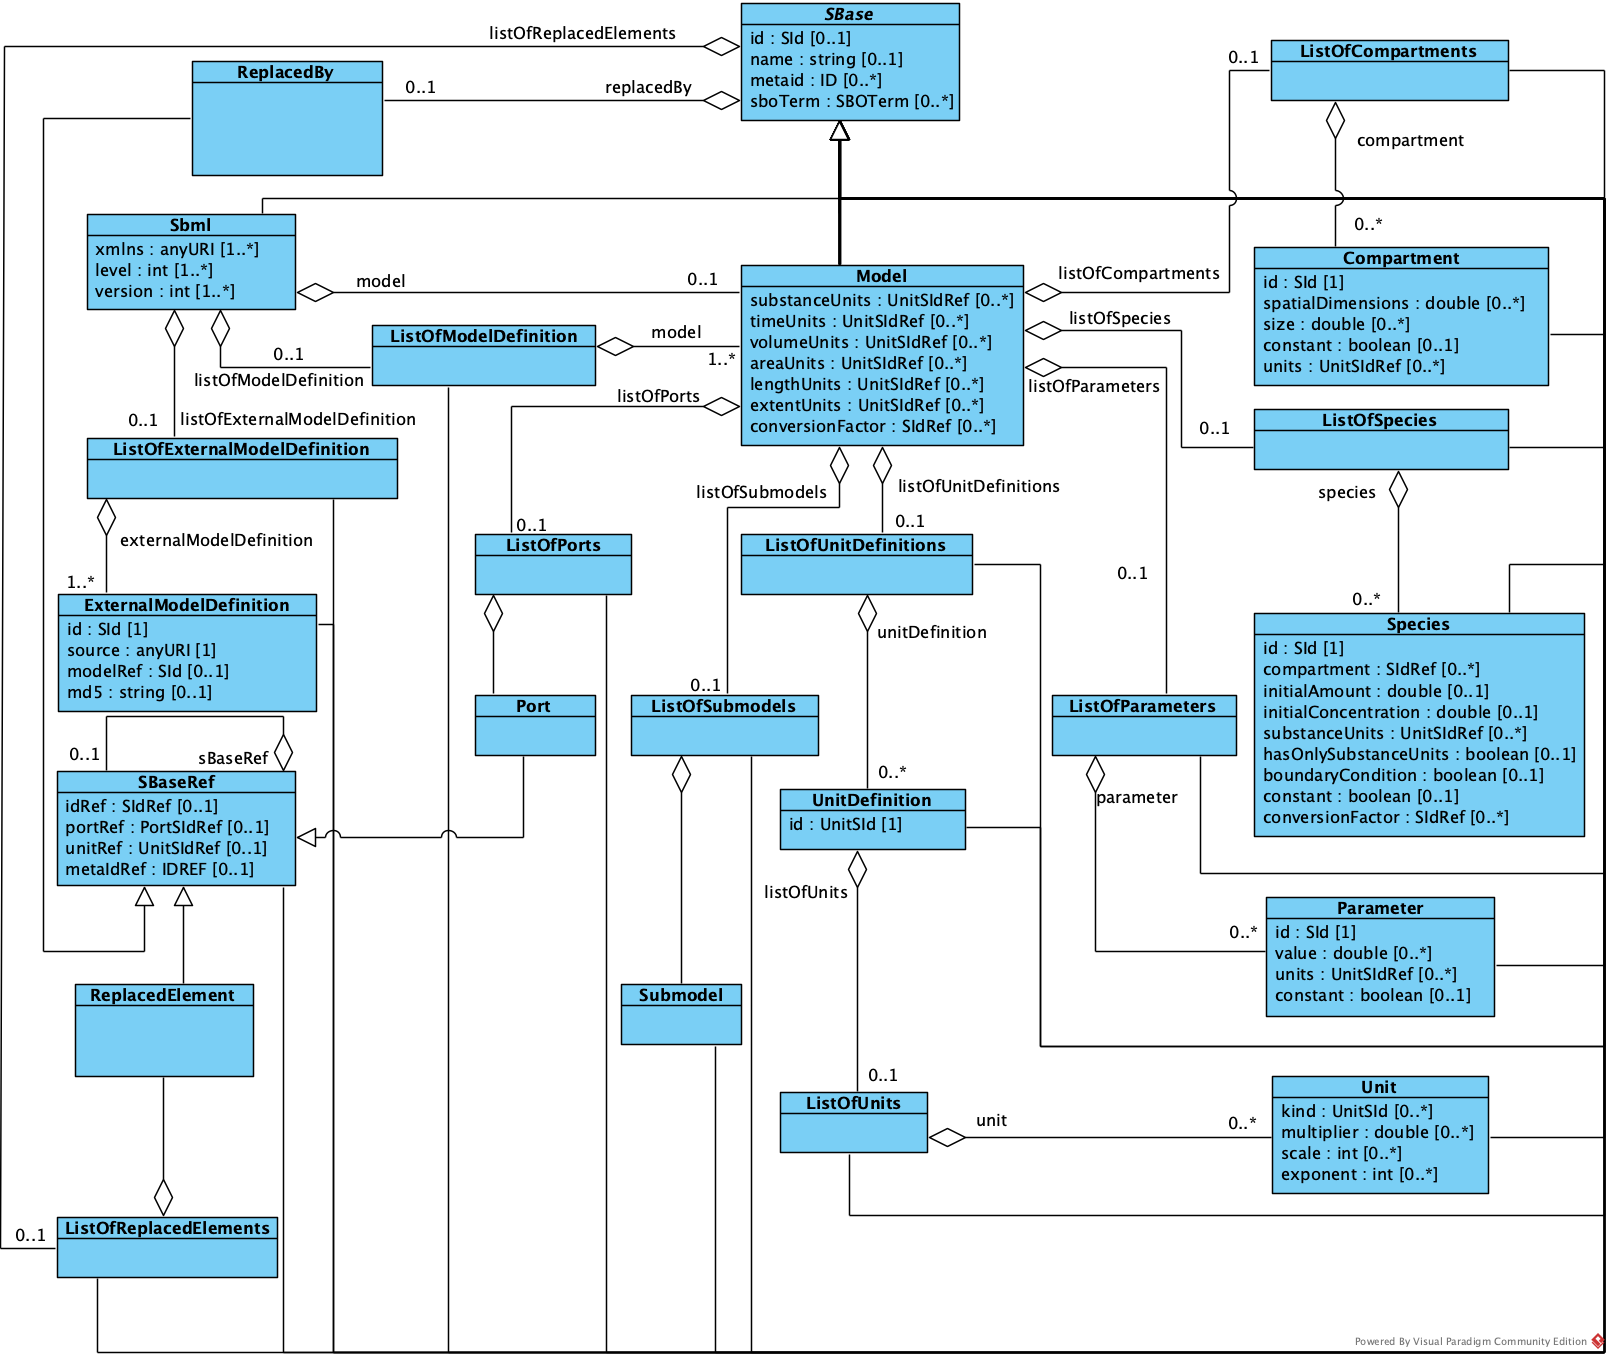 SBase
id : SId [0..1]
name : string [0..1]
metaid : ID [0..*]
sboTerm : SBOTerm [0..*]
listOfReplacedElements
replacedBy
0..1
ReplacedBy
ListOfCompartments
0..1
compartment
0..*
Sbml
xmlns : anyURI [1..*]
level : int [1..*]
version : int [1..*]
model
0..1
Model
substanceUnits : UnitSIdRef [0..*]
timeUnits : UnitSIdRef [0..*]
volumeUnits : UnitSIdRef [0..*]
areaUnits : UnitSIdRef [0..*]
lengthUnits : UnitSIdRef [0..*]
extentUnits : UnitSIdRef [0..*]
conversionFactor : SIdRef [0..*]
listOfCompartments
listOfSpecies
listOfParameters
Compartment
id : SId [1]
spatialDimensions : double [0..*]
size : double [0..*]
constant : boolean [0..1]
units : UnitSIdRef [0..*]
ListOfModelDefinition
model
1..*
0..1
listOfModelDefinition
listOfPorts
0..1
listOfExternalModelDefinition
ListOfExternalModelDefinition
0..1
ListOfSpecies
species
0..*
listOfSubmodels
listOfUnitDefinitions
0..1
0..1
externalModelDefinition
1..*
ListOfPorts
ListOfUnitDefinitions
unitDefinition
0..1
ExternalModelDefinition
id : SId [1]
source : anyURI [1]
modelRef : SId [0..1]
md5 : string [0..1]
Species
id : SId [1]
compartment : SIdRef [0..*]
initialAmount : double [0..1]
initialConcentration : double [0..1]
substanceUnits : UnitSIdRef [0..*]
hasOnlySubstanceUnits : boolean [0..1]
boundaryCondition : boolean [0..1]
constant : boolean [0..1]
conversionFactor : SIdRef [0..*]
0..1
Port
ListOfSubmodels
ListOfParameters
0..1
sBaseRef
0..*
parameter
SBaseRef
idRef : SIdRef [0..1]
portRef : PortSIdRef [0..1]
unitRef : UnitSIdRef [0..1]
metaIdRef : IDREF [0..1]
UnitDefinition
id : UnitSId [1]
listOfUnits
0..*
Parameter
id : SId [1]
value : double [0..*]
units : UnitSIdRef [0..*]
constant : boolean [0..1]
ReplacedElement
Submodel
0..1
ListOfUnits
unit
0..*
Unit
kind : UnitSId [0..*]
multiplier : double [0..*]
scale : int [0..*]
exponent : int [0..*]
0..1
ListOfReplacedElements
Powered By Visual Paradigm Community Edition